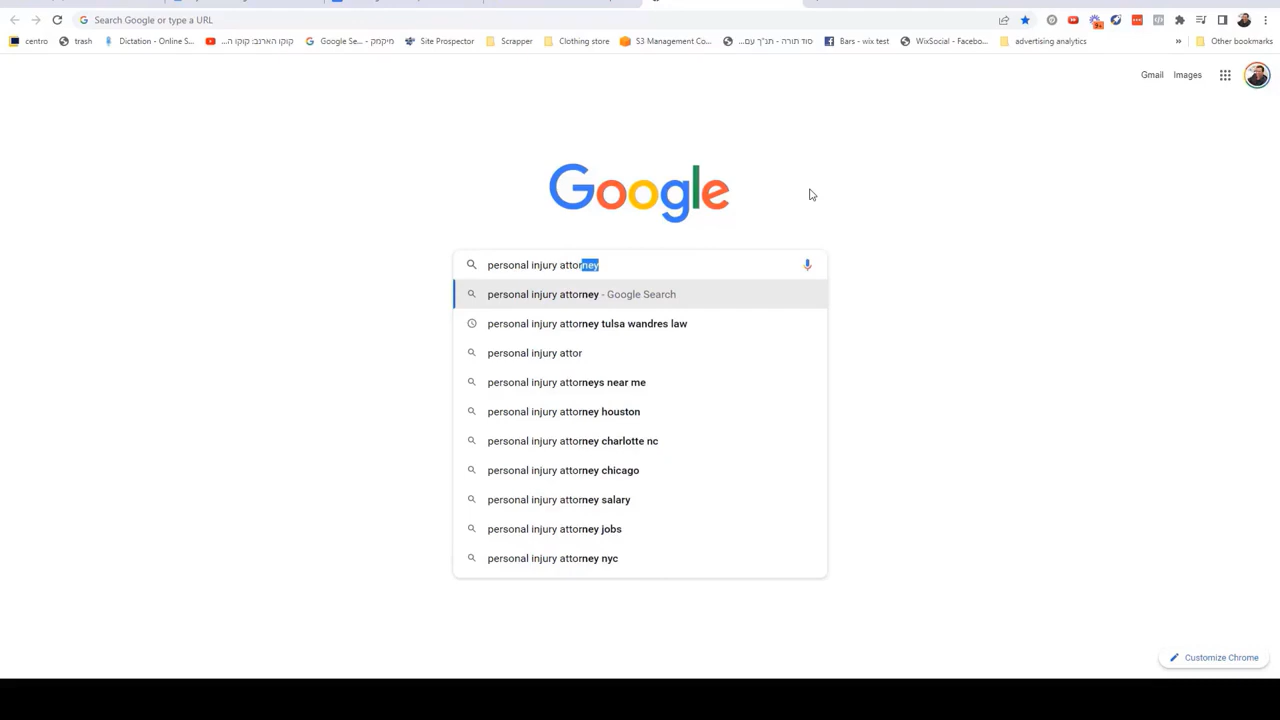 Search Google or type a URL
centro
trash
Dictation - Online S...
קוקו הארנב: קוקו ה...
Google Se... - מיקמק
Site Prospector
Scrapper
Clothing store
S3 Management Co...
סוד תורה - תנ"ך עם...
Bars - wix test
WixSocial - Facebo...
advertising analytics
»
Other bookmarks
Gmail
Images
Google
personal injury attorney
personal injury attorney - Google Search
personal injury attorney tulsa wandres law
personal injury attor
personal injury attorneys near me
personal injury attorney houston
personal injury attorney charlotte nc
personal injury attorney chicago
personal injury attorney salary
personal injury attorney jobs
personal injury attorney nyc
Customize Chrome